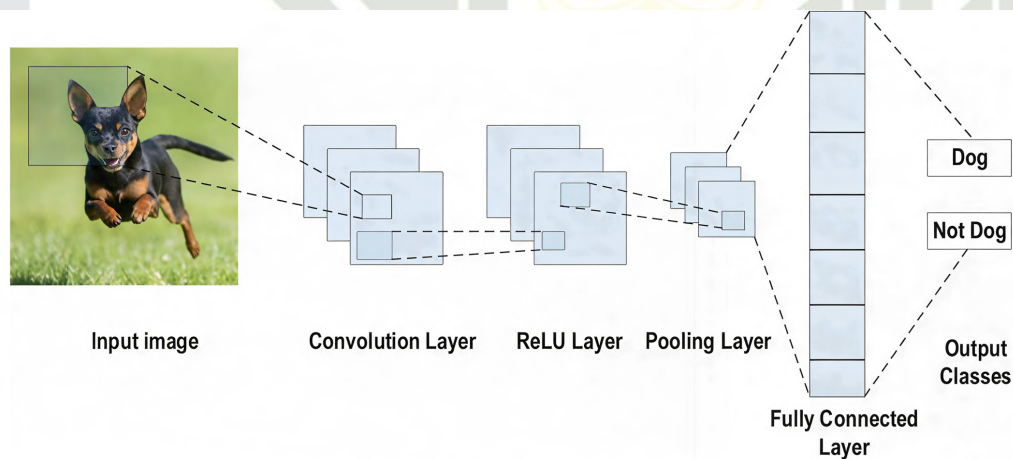 Dog
Not Dog
Input image
Convolution Layer
ReLU Layer
Pooling Layer
Output
Classes
Fully Connected
Layer